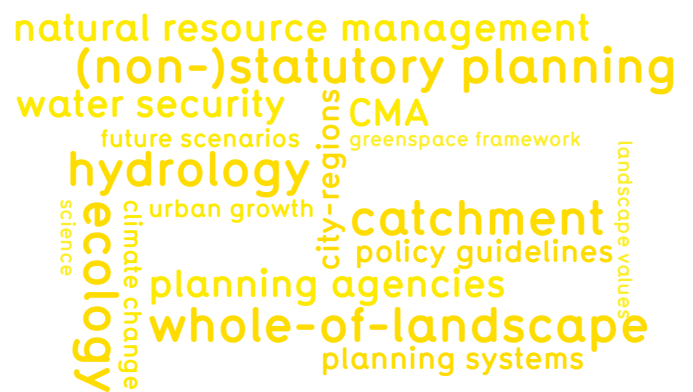 natural resource management
(non-)statutory planning
water security
city-regions
CMA
future scenarios
greenspace framework
landscape values
hydrology
science
ecology
climate change
urban growth
catchment
policy guidelines
planning agencies
whole-of-landscape
planning systems